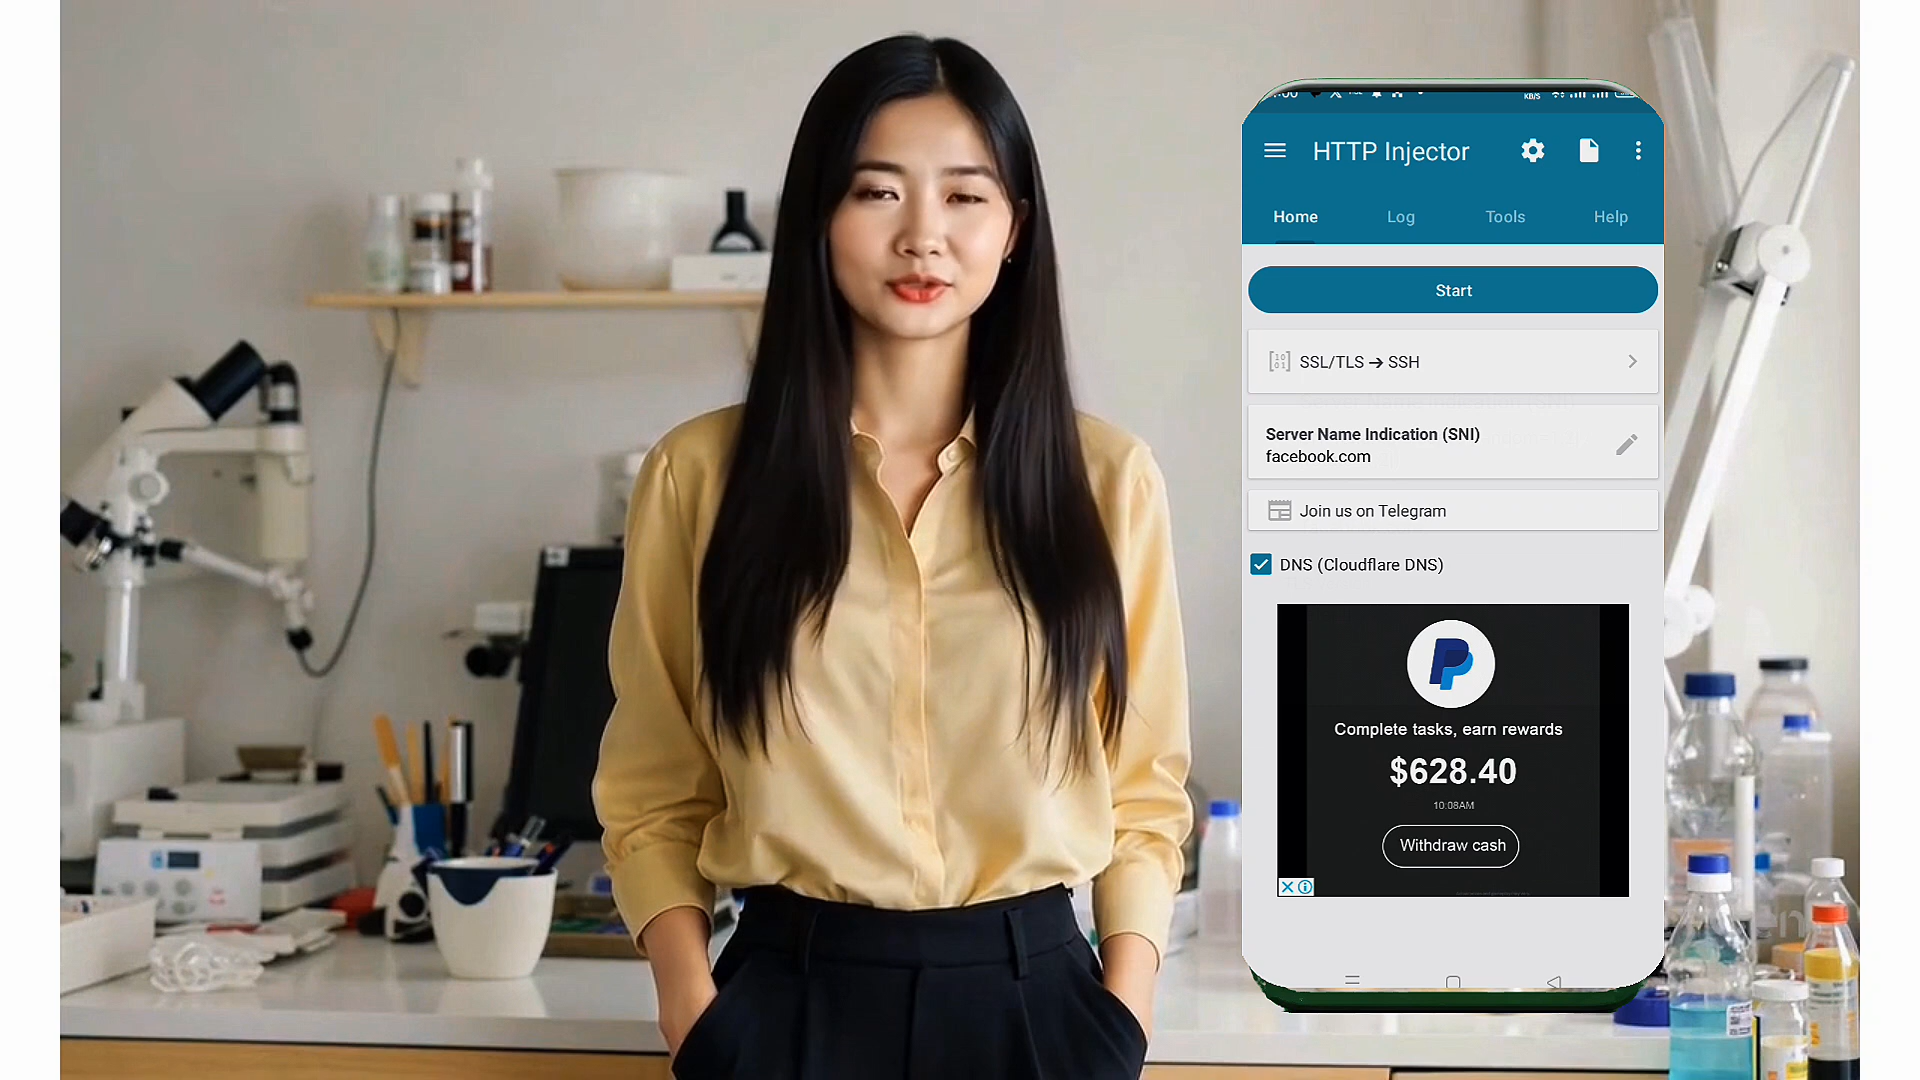 KB/S
HTTP Injector
Home Log Tools Help
Start
SSL/TLS ➔ SSH
Server Name Indication (SNI)
facebook.com
Join us on Telegram
DNS (Cloudflare DNS)
Complete tasks, earn rewards
$628.40
10:08AM
Withdraw cash